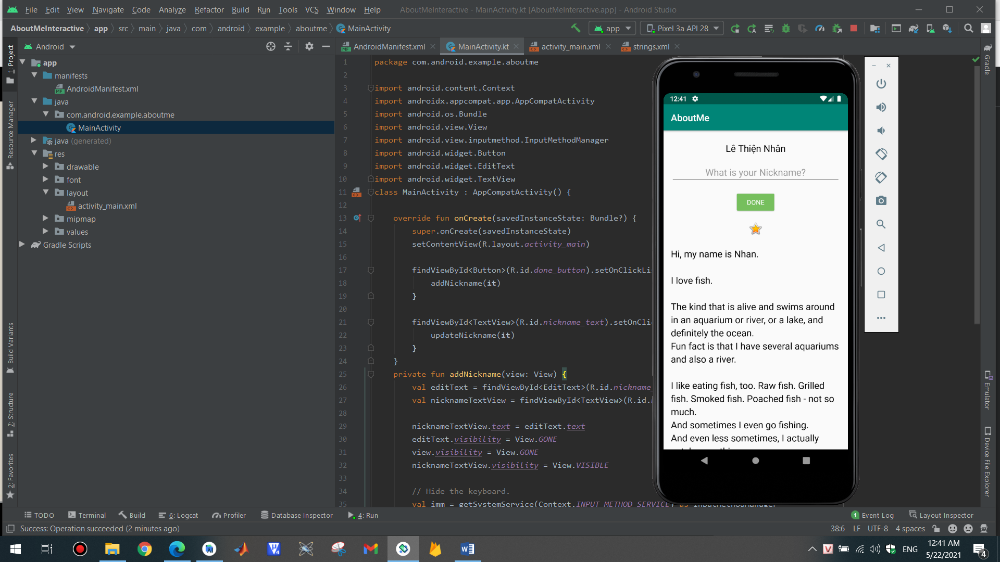 File Edit View Navigate Code Analyze Refactor Build Run Tools VCS Window Help AboutMeInteractive - MainActivity.kt [AboutMeInteractive.app] - Android Studio
AboutMeInteractive app src main java com android example aboutme MainActivity app Pixel 3a API 28
Android
AndroidManifest.xml MainActivity.kt activity_main.xml strings.xml
1: Project
Resource Manager
Build Variants
7: Structure
2: Favorites
app
manifests
AndroidManifest.xml
java
com.android.example.aboutme
MainActivity
java (generated)
res
drawable
font
layout
activity_main.xml
mipmap
values
Gradle Scripts
1 package com.android.example.aboutme
2
3 import android.content.Context
4 import androidx.appcompat.app.AppCompatActivity
5 import android.os.Bundle
6 import android.view.View
7 import android.view.inputmethod.InputMethodManager
8 import android.widget.Button
9 import android.widget.EditText
10 import android.widget.TextView
11 class MainActivity : AppCompatActivity() {
12
13 override fun onCreate(savedInstanceState: Bundle?) {
14 super.onCreate(savedInstanceState)
15 setContentView(R.layout.activity_main)
16
17 findViewById<Button>(R.id.done_button).setOnClickLi
18 addNickname(it)
19 }
20
21 findViewById<TextView>(R.id.nickname_text).setOnCli
22 updateNickname(it)
23 }
24 }
25 private fun addNickname(view: View) {
26 val editText = findViewById<EditText>(R.id.nickname_
27 val nicknameTextView = findViewById<TextView>(R.id.
28
29 nicknameTextView.text = editText.text
30 editText.visibility = View.GONE
31 view.visibility = View.GONE
32 nicknameTextView.visibility = View.VISIBLE
33
34 // Hide the keyboard.
35 val imm = getSystemService(Context.INPUT_METHOD_SERVICE) as InputMethodManager
12:41
AboutMe
Lê Thiện Nhân
What is your Nickname?
DONE
Hi, my name is Nhan.
I love fish.
The kind that is alive and swims around
in an aquarium or river, or a lake, and
definitely the ocean.
Fun fact is that I have several aquariums
and also a river.
I like eating fish, too. Raw fish. Grilled
fish. Smoked fish. Poached fish - not so
much.
And sometimes I even go fishing.
And even less sometimes, I actually
Gradle
Emulator
Device File Explorer
TODO Terminal Build 6: Logcat Profiler Database Inspector 4: Run 1 Event Log Layout Inspector
Success: Operation succeeded (2 minutes ago) 38:6 LF UTF-8 4 spaces
ENG 12:41 AM
5/22/2021
4